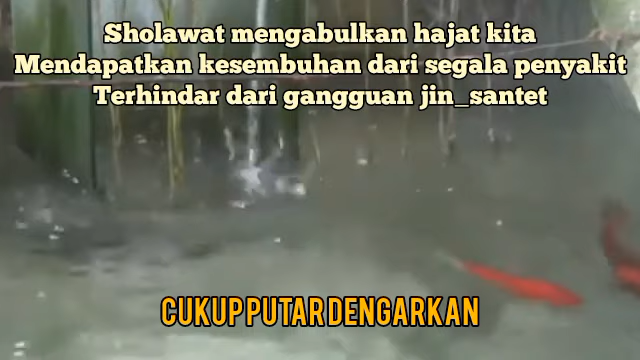 Sholawat mengabulkan hajat kita
Mendapatkan kesembuhan dari segala penyakit
Terhindar dari gangguan jin_santet
CUKUP PUTAR DENGARKAN